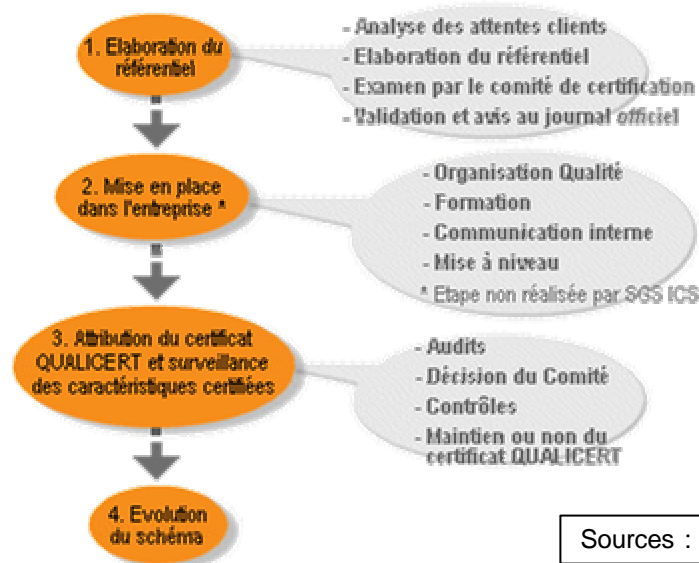 1. Elaboration du
référentiel
- Analyse des attentes clients
- Elaboration du référentiel
- Examen par le comité de certification
- Validation et avis au journal officiel
2. Mise en place
dans l'entreprise *
- Organisation Qualité
- Formation
- Communication interne
- Mise à niveau
* Etape non réalisée par SGS ICS
3. Attribution du certificat
QUALICERT et surveillance
des caractéristiques certifiées
- Audits
- Décision du Comité
- Contrôles
- Maintien ou non du
certificat QUALICERT
4. Evolution
du schéma
Sources :